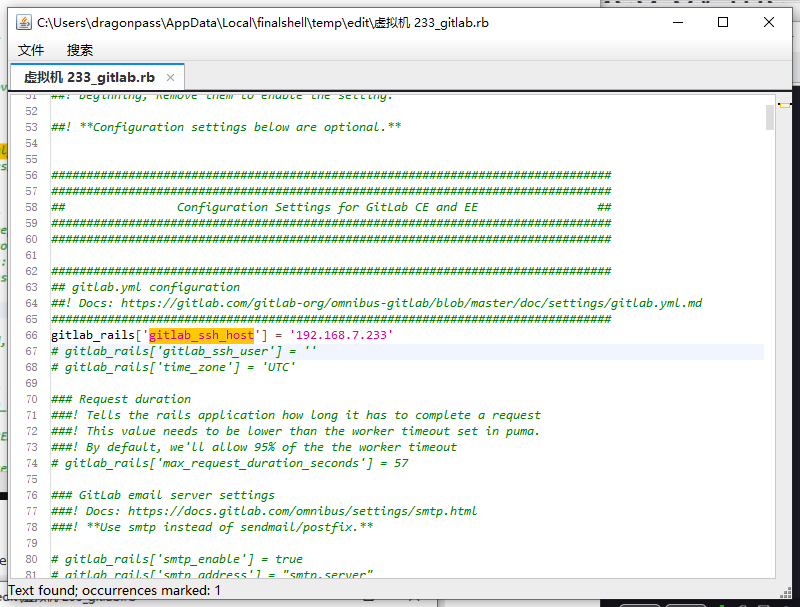 C:\Users\dragonpass\AppData\Local\finalshell\temp\edit\虚拟机 233_gitlab.rb
文件 搜索
虚拟机 233_gitlab.rb
51 ##! beginning, Remove them to enable the setting.
52
53 ##! **Configuration settings below are optional.**
54
55
56 ################################################################################
57 ################################################################################
58 ## Configuration Settings for GitLab CE and EE ##
59 ################################################################################
60 ################################################################################
61
62 ################################################################################
63 ## gitlab.yml configuration
64 ##! Docs: https://gitlab.com/gitlab-org/omnibus-gitlab/blob/master/doc/settings/gitlab.yml.md
65 ################################################################################
66 gitlab_rails['gitlab_ssh_host'] = '192.168.7.233'
67 # gitlab_rails['gitlab_ssh_user'] = ''
68 # gitlab_rails['time_zone'] = 'UTC'
69
70 ### Request duration
71 ###! Tells the rails application how long it has to complete a request
72 ###! This value needs to be lower than the worker timeout set in puma.
73 ###! By default, we'll allow 95% of the the worker timeout
74 # gitlab_rails['max_request_duration_seconds'] = 57
75
76 ### GitLab email server settings
77 ###! Docs: https://docs.gitlab.com/omnibus/settings/smtp.html
78 ###! **Use smtp instead of sendmail/postfix.**
79
80 # gitlab_rails['smtp_enable'] = true
81 # gitlab_rails['smtp_address'] = "smtp.server"
Text found; occurrences marked: 1